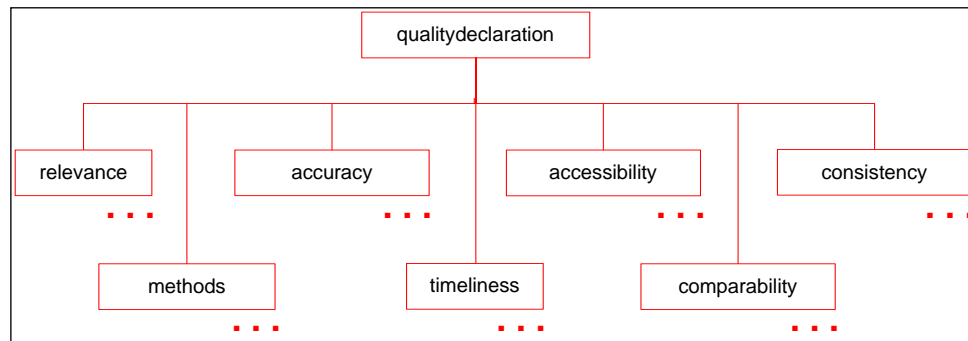 qualitydeclaration
relevance
accuracy
accessibility
consistency
methods
timeliness
comparability